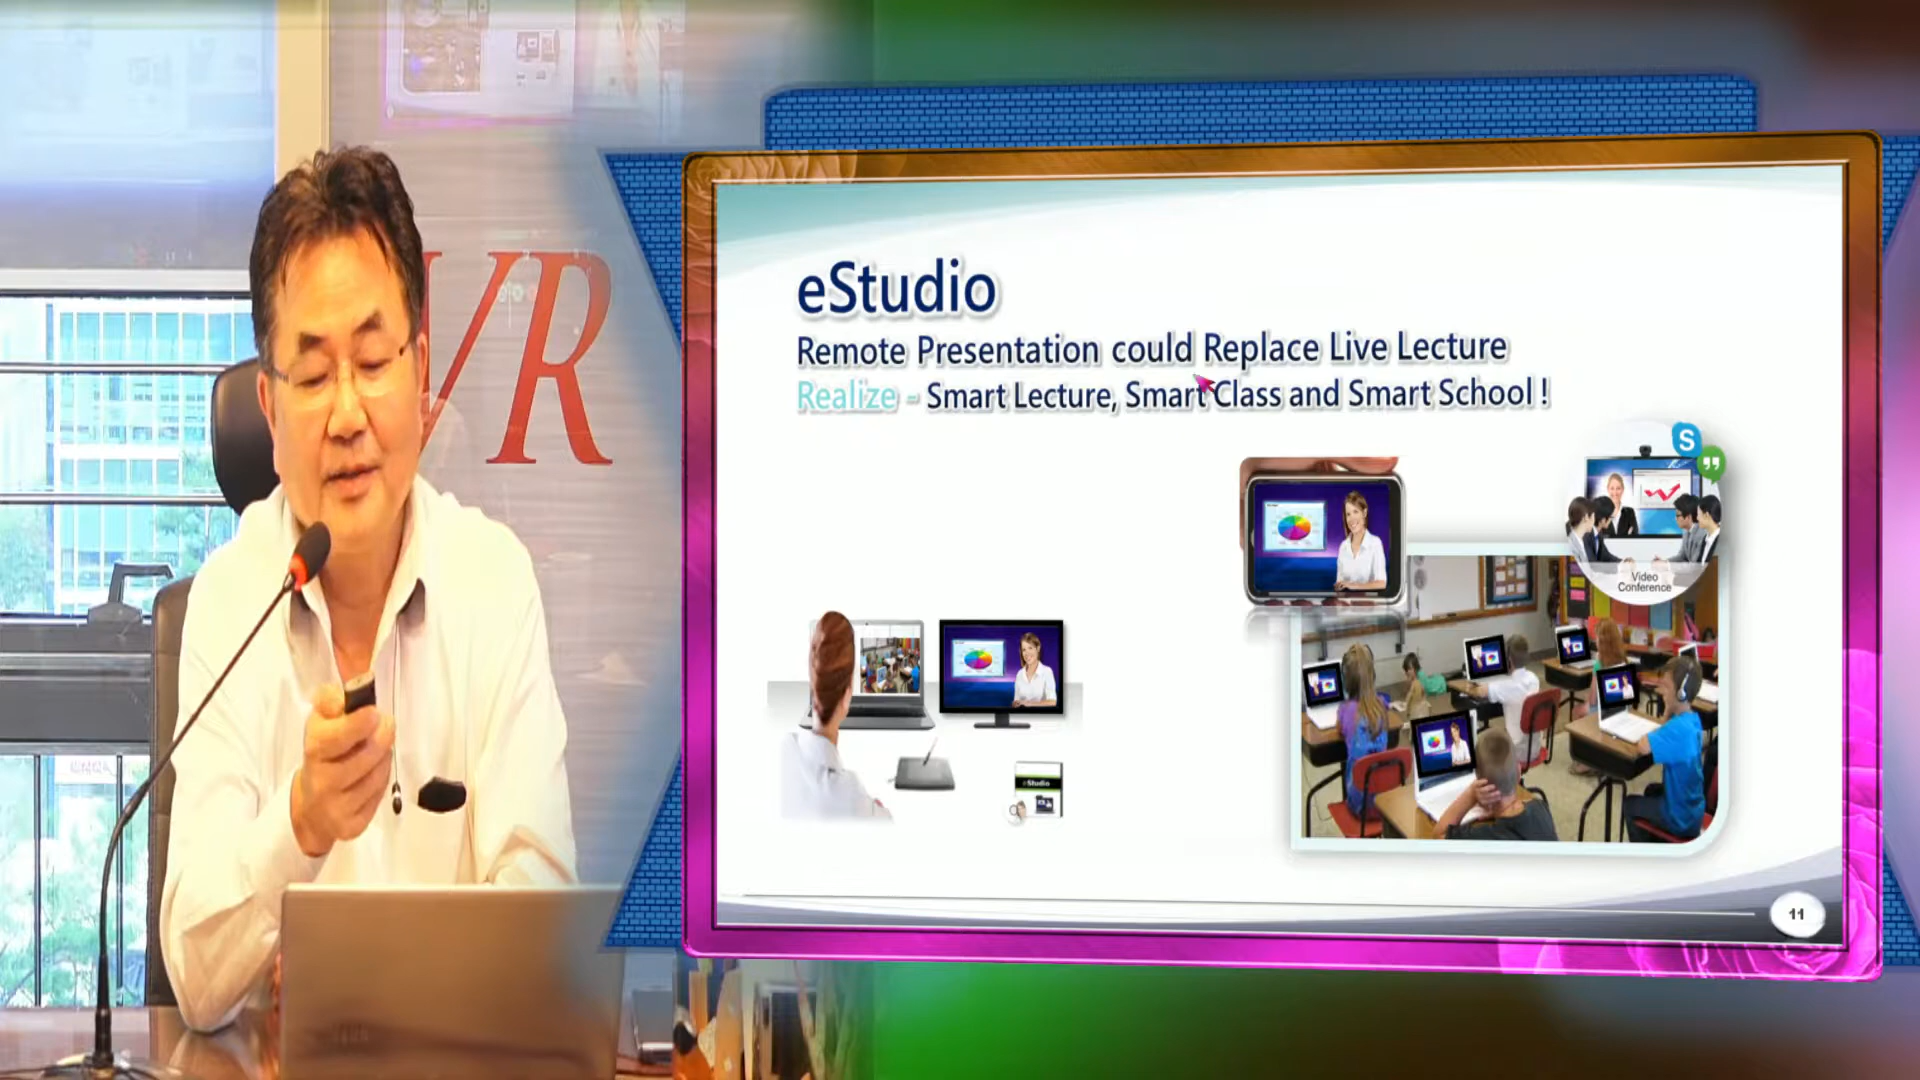 VR
eStudio
Remote Presentation could Replace Live Lecture
Realize - Smart Lecture, Smart Class and Smart School !
S
Video
Conference
eStudio
11